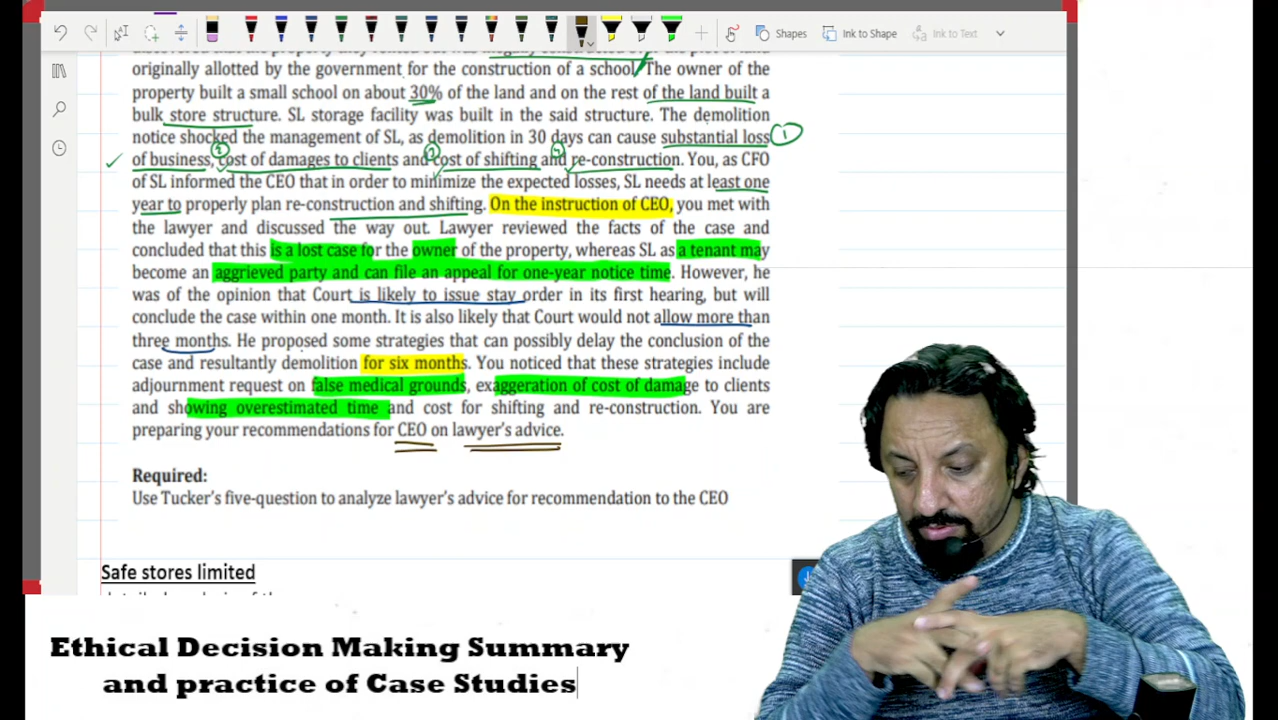 Shapes
Ink to Shape
Ink to Text
originally allotted by the government for the construction of a school. The owner of the
property built a small school on about 30% of the land and on the rest of the land built a
bulk store structure. SL storage facility was built in the said structure. The demolition
notice shocked the management of SL, as demolition in 30 days can cause substantial loss
1
of business, cost of damages to clients and cost of shifting and re-construction. You, as CFO
of SL informed the CEO that in order to minimize the expected losses, SL needs at least one
year to properly plan re-construction and shifting. On the instruction of CEO, you met with
the lawyer and discussed the way out. Lawyer reviewed the facts of the case and
concluded that this is a lost case for the owner of the property, whereas SL as a tenant may
become an aggrieved party and can file an appeal for one-year notice time. However, he
was of the opinion that Court is likely to issue stay order in its first hearing, but will
conclude the case within one month. It is also likely that Court would not allow more than
three months. He proposed some strategies that can possibly delay the conclusion of the
case and resultantly demolition for six months. You noticed that these strategies include
adjournment request on false medical grounds, exaggeration of cost of damage to clients
and showing overestimated time and cost for shifting and re-construction. You are
preparing your recommendations for CEO on lawyer's advice.
Required:
Use Tucker's five-question to analyze lawyer's advice for recommendation to the CEO
Safe stores limited
Ethical Decision Making Summary
and practice of Case Studies